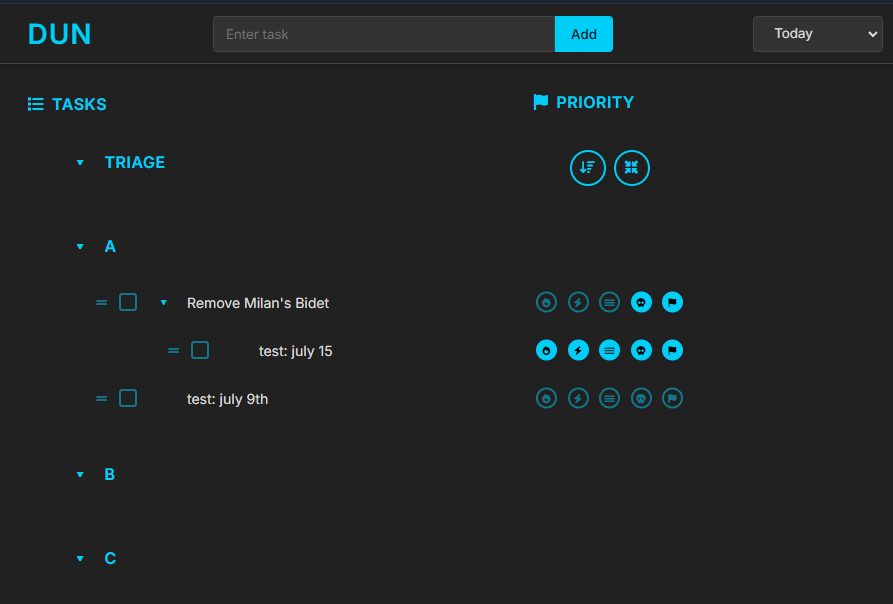 DUN
Enter task
Add
Today
TASKS
PRIORITY
TRIAGE
A
Remove Milan's Bidet
test: july 15
test: july 9th
B
C